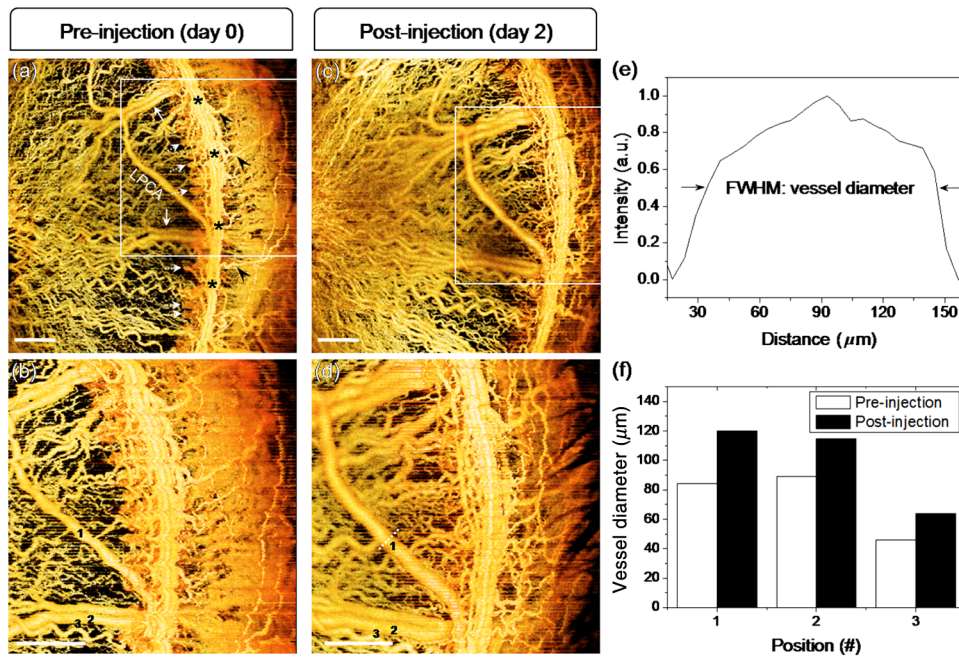 Pre-injection (day 0)
Post-injection (day 2)
(a)
LPCA
* * * *
(c)
(b)
1
3 2
(d)
1
3 2
(e)
1.0
0.8
0.6
0.4
0.2
0.0
Intensity (a.u.)
FWHM: vessel diameter
30 60 90 120 150
Distance (μm)
(f)
140
120
100
80
60
40
20
0
Vessel diameter (μm)
Pre-injection
Post-injection
1 2 3
Position (#)